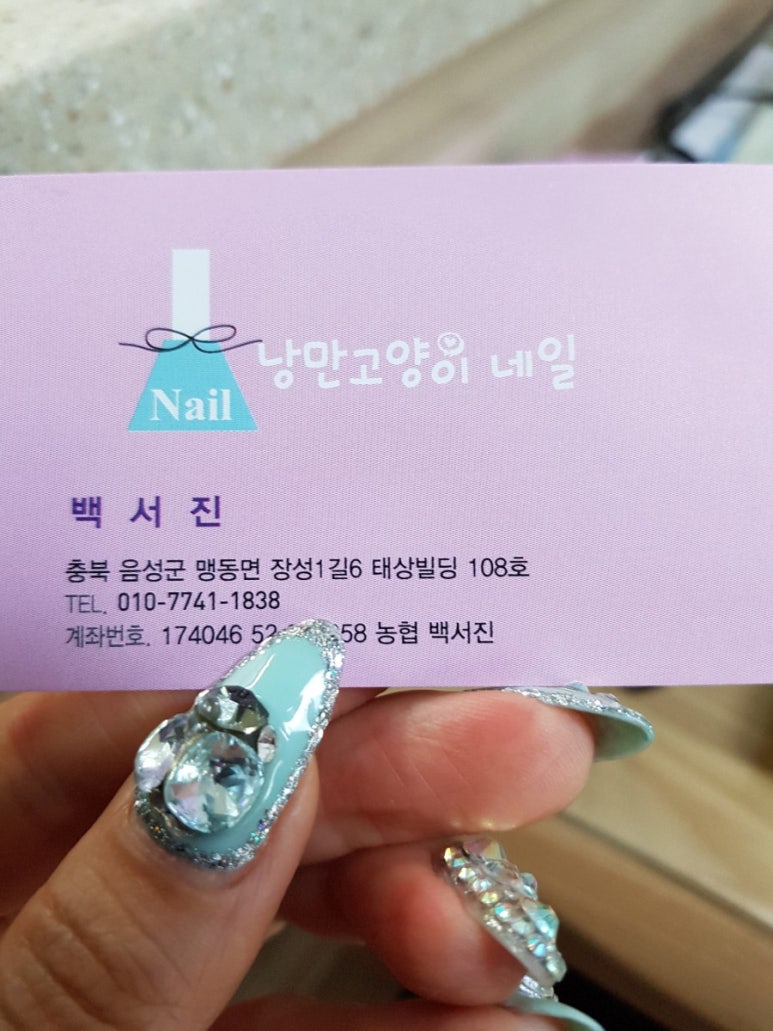 낭만고양이 네일
Nail
백서진
충북 음성군 맹동면 장성1길6 태상빌딩 108호
TEL. 010-7741-1838
계좌번호. 174046 농협 백서진